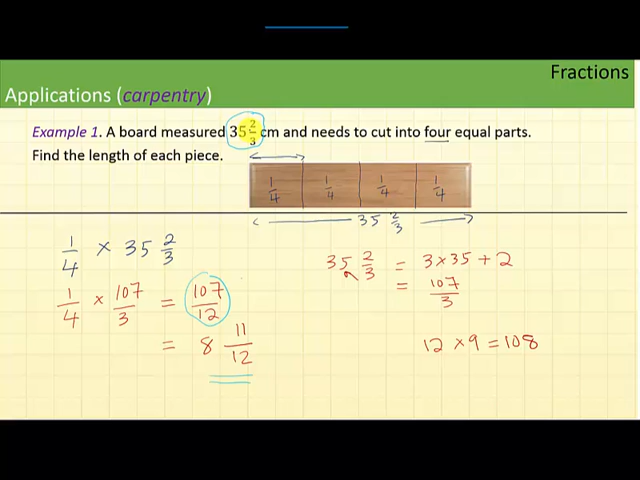 Fractions
Applications (carpentry)
Example 1. A board measured 35 2/3 cm and needs to cut into four equal parts.
Find the length of each piece.
1/4 1/4 1/4 1/4
35 2/3
1/4 × 35 2/3
35 2/3 = 3 × 35 + 2
= 107/3
1/4 × 107/3 = 107/12
= 8 11/12
12 × 9 = 108